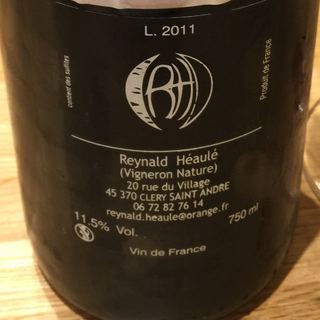 L. 2011
contient des sulfites
RH
Produit de France
Reynald Héaulé
(Vigneron Nature)
20 rue du Village
45 370 CLERY SAINT ANDRE
06 72 82 76 14
reynald.heaule@orange.fr
11.5% Vol.
750 ml
Vin de France